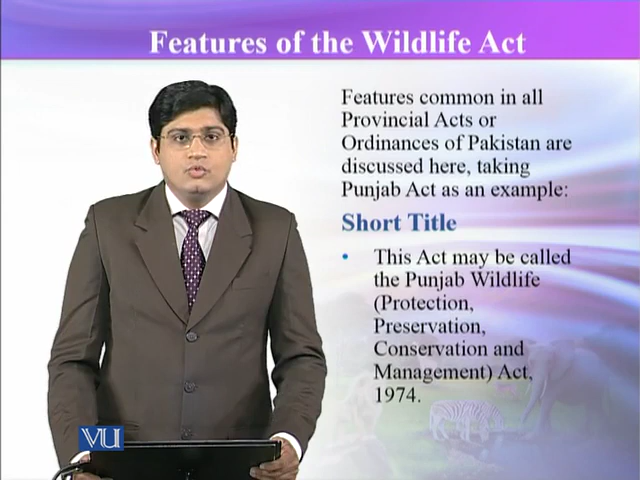 Features of the Wildlife Act
Features common in all
Provincial Acts or
Ordinances of Pakistan are
discussed here, taking
Punjab Act as an example:
Short Title
• This Act may be called
the Punjab Wildlife
(Protection,
Preservation,
Conservation and
Management) Act,
1974.
VU